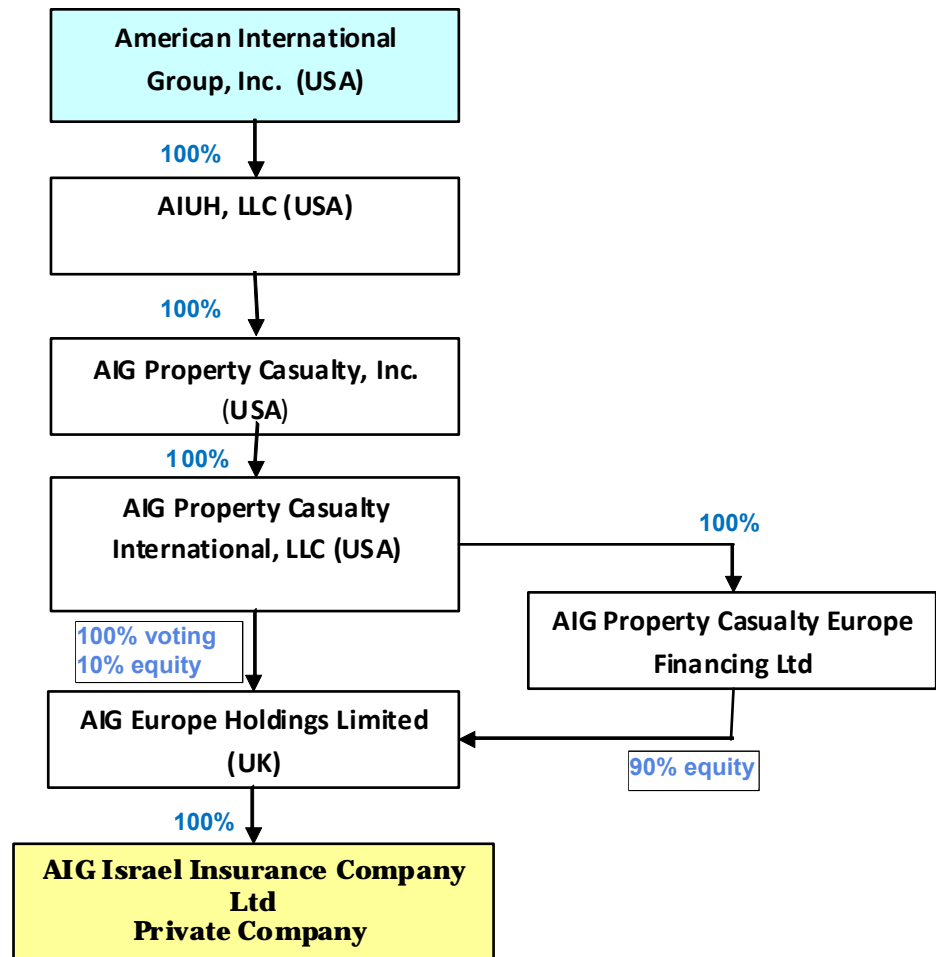 American International
Group, Inc. (USA)
100%
AIUH, LLC (USA)
100%
AIG Property Casualty, Inc.
(USA)
100%
AIG Property Casualty
International, LLC (USA)
100%
AIG Property Casualty Europe
Financing Ltd
100% voting
10% equity
AIG Europe Holdings Limited
(UK)
90% equity
100%
AIG Israel Insurance Company
Ltd
Private Company